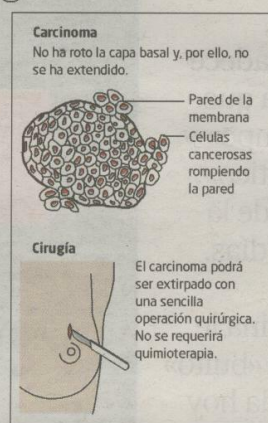 Carcinoma
No ha roto la capa basal y, por ello, no
se ha extendido.
Pared de la
membrana
Células
cancerosas
rompiendo
la pared
Cirugía
El carcinoma podrá
ser extirpado con
una sencilla
operación quirúrgica.
No se requerirá
quimioterapia.